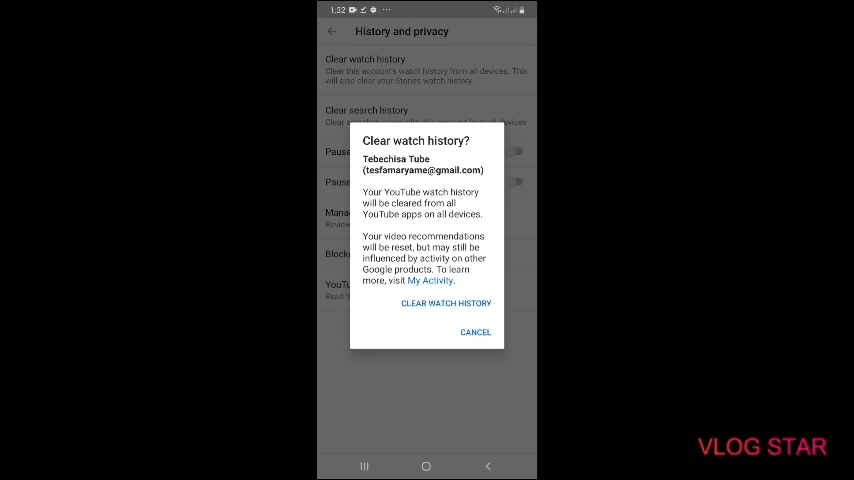 1:32
History and privacy
Clear watch history
Clear this account's watch history from all devices. This
will also clear your Stories watch history.
Clear search history
Clear watch history?
Tebechisa Tube
(tesfamaryame@gmail.com)
Your YouTube watch history
will be cleared from all
YouTube apps on all devices.
Your video recommendations
will be reset, but may still be
influenced by activity on other
Google products. To learn
more, visit My Activity.
CLEAR WATCH HISTORY
CANCEL
VLOG STAR